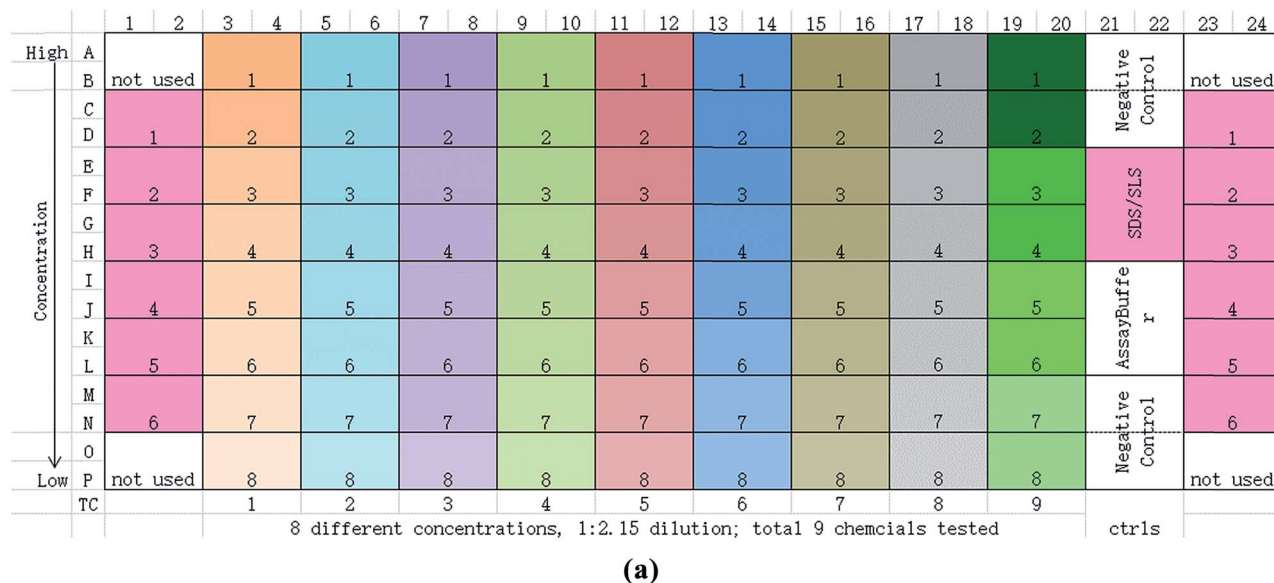 1 2 3 4 5 6 7 8 9 10 11 12 13 14 15 16 17 18 19 20 21 22 23 24
High A
B not used 1 1 1 1 1 1 1 1 1 Negative Control not used
C
D 1 2 2 2 2 2 2 2 2 2 1
E
F 2 3 3 3 3 3 3 3 3 3 SDS/SLS 2
G
H 3 4 4 4 4 4 4 4 4 4 3
Concentration
I
J 4 5 5 5 5 5 5 5 5 5 AssayBuffe r 4
K
L 5 6 6 6 6 6 6 6 6 6 5
M
N 6 7 7 7 7 7 7 7 7 7 Negative Control 6
O
Low P not used 8 8 8 8 8 8 8 8 8 not used
TC 1 2 3 4 5 6 7 8 9
8 different concentrations, 1:2.15 dilution; total 9 chemcials tested ctrls
(a)